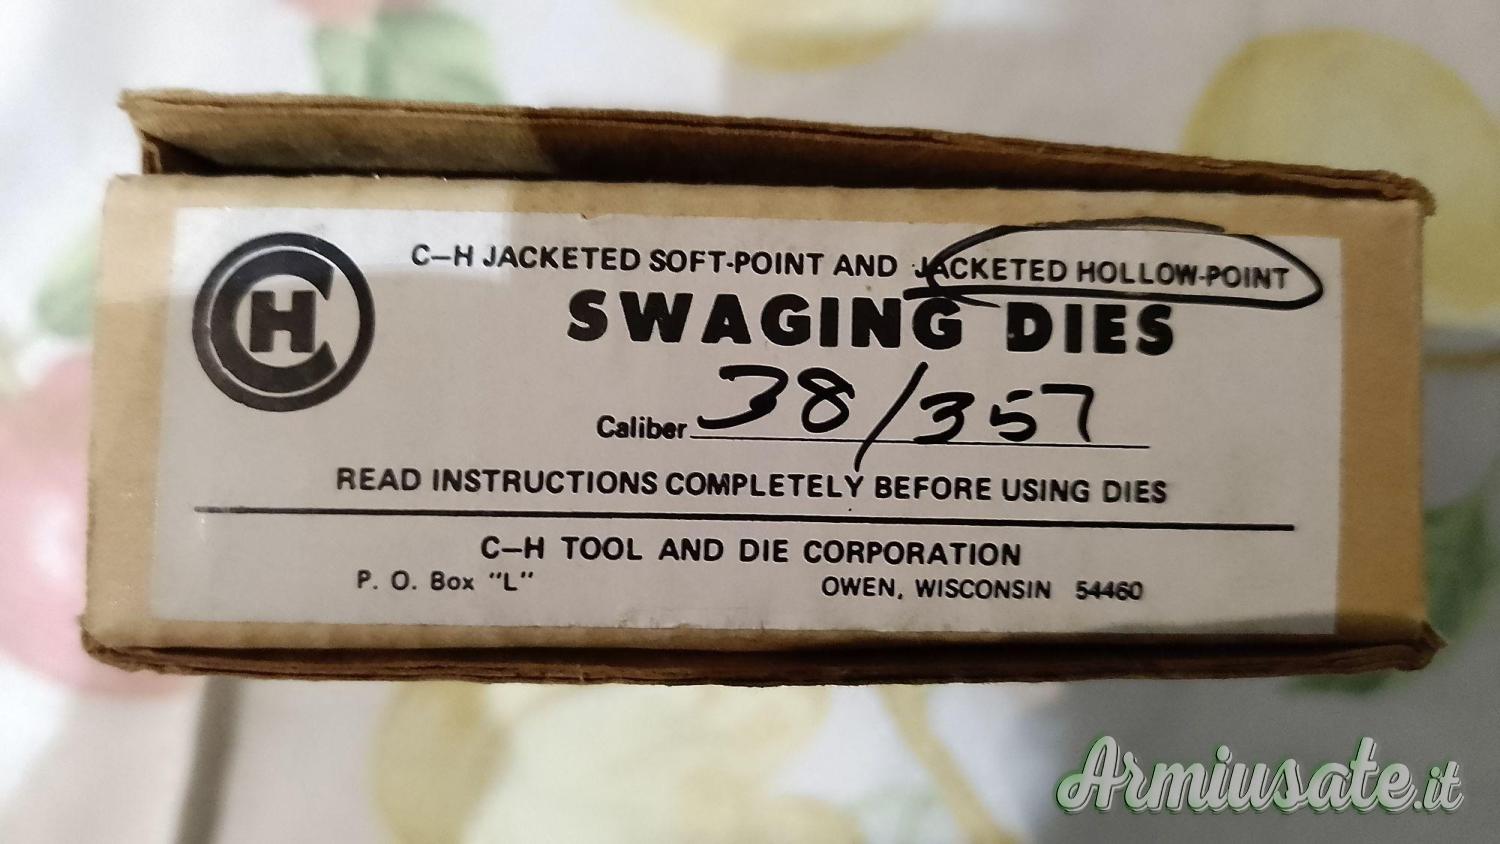 CH
C-H JACKETED SOFT-POINT AND JACKETED HOLLOW-POINT
SWAGING DIES
Caliber 38/357
READ INSTRUCTIONS COMPLETELY BEFORE USING DIES
C-H TOOL AND DIE CORPORATION
P. O. Box "L" OWEN, WISCONSIN 54460
Armiusate.it